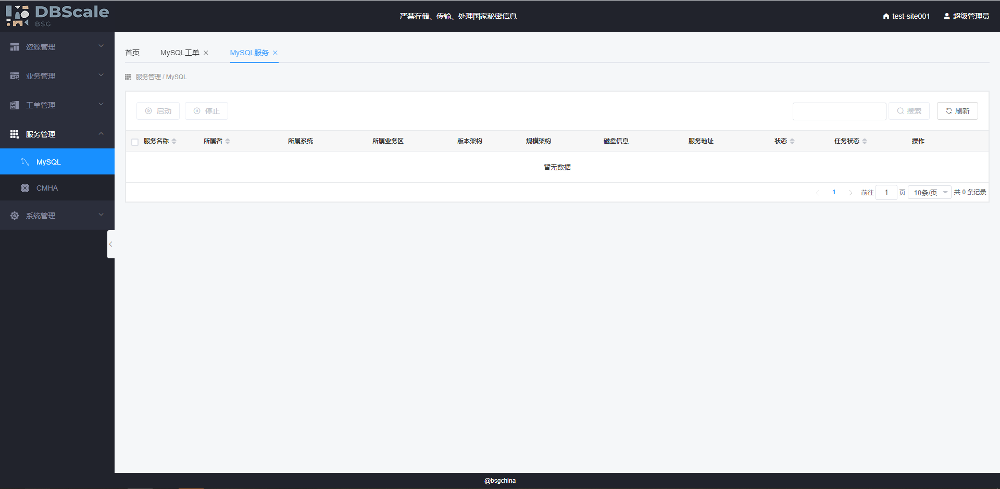 DBScale
BSG
严禁存储、传输、处理国家秘密信息
test-site001
超级管理员
资源管理
业务管理
工单管理
服务管理
MySQL
CMHA
系统管理
首页
MySQL工单
MySQL服务
服务管理 / MySQL
启动
停止
搜索
刷新
服务名称
所属者
所属系统
所属业务区
版本架构
规模架构
磁盘信息
服务地址
状态
任务状态
操作
暂无数据
1
前往 1 页
10条/页
共 0 条记录
@bsgchina